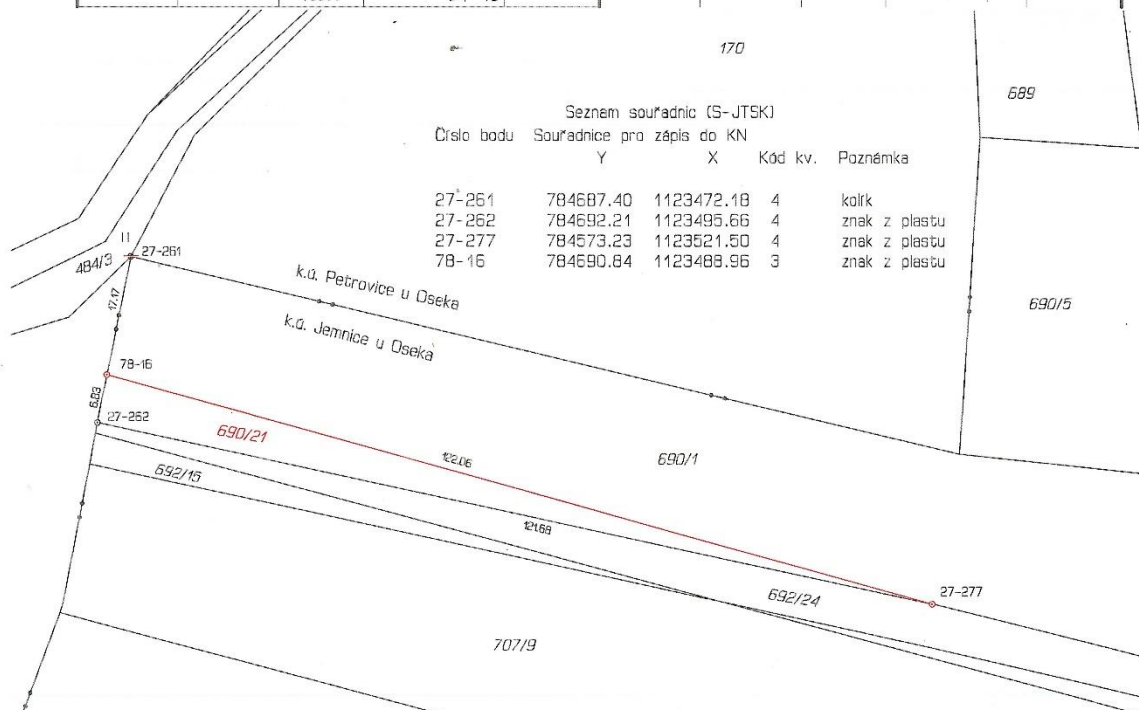 170
689
Seznam souřadnic (S-JTSK)
Číslo bodu Souřadnice pro zápis do KN
Y X Kód kv. Poznámka
27-261 784687.40 1123472.18 4 kolík
27-262 784692.21 1123495.66 4 znak z plastu
27-277 784573.23 1123521.50 4 znak z plastu
78-16 784690.84 1123488.96 3 znak z plastu
27-261
484/3
k.ú. Petrovice u Oseka
k.ú. Jemnice u Oseka
690/5
17.17
78-16
6.83
27-262
690/21
122.06
690/1
692/15
121.68
692/24
27-277
707/9